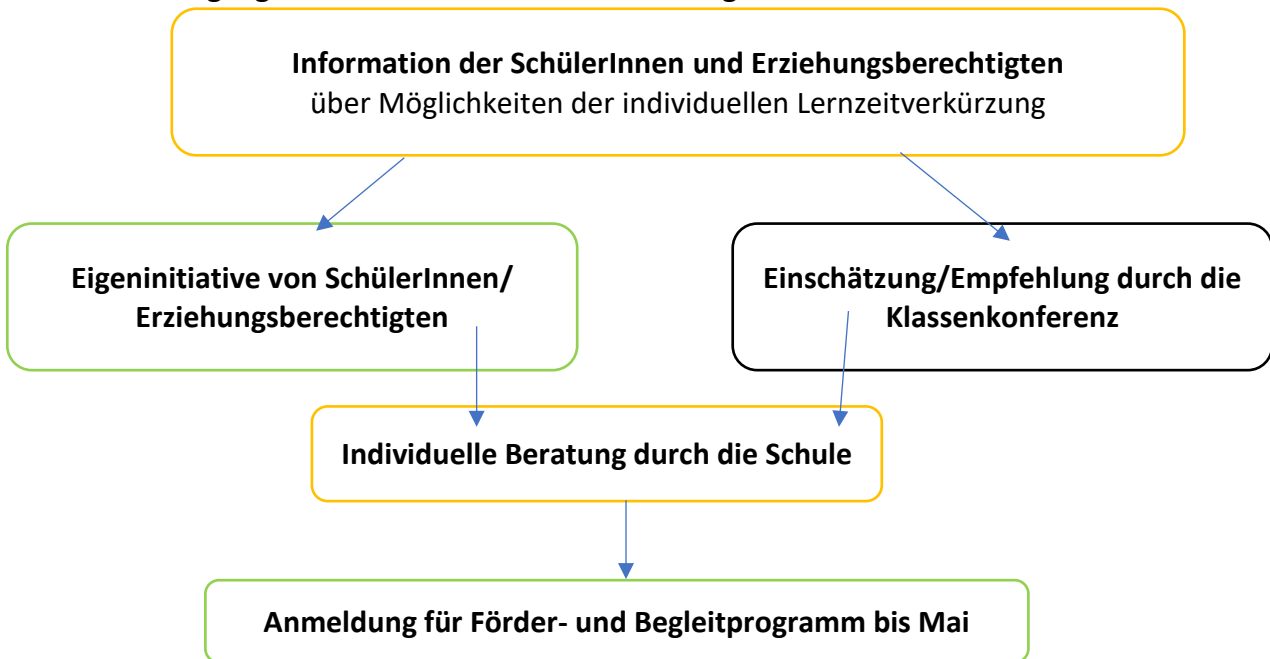 Information der SchülerInnen und Erziehungsberechtigten
über Möglichkeiten der individuellen Lernzeitverkürzung
Eigeninitiative von SchülerInnen/
Erziehungsberechtigten
Einschätzung/Empfehlung durch die
Klassenkonferenz
Individuelle Beratung durch die Schule
Anmeldung für Förder- und Begleitprogramm bis Mai